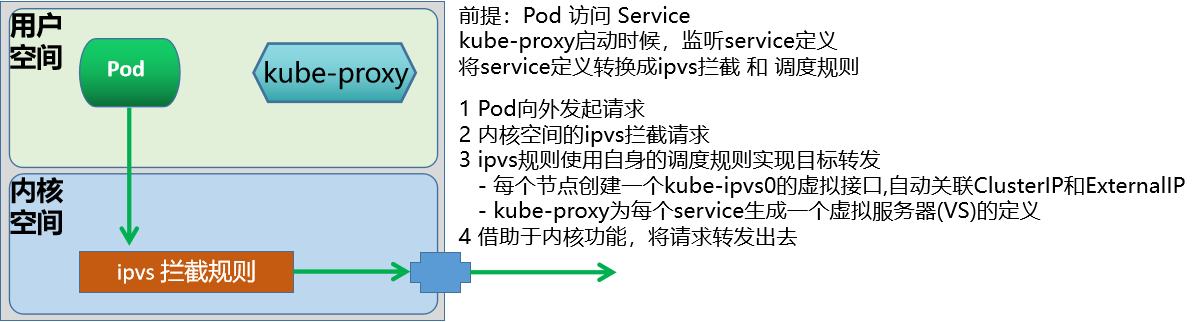 用户
空间
Pod
kube-proxy
内核
空间
ipvs 拦截规则
前提：Pod 访问 Service
kube-proxy启动时候，监听service定义
将service定义转换成ipvs拦截 和 调度规则
1 Pod向外发起请求
2 内核空间的ipvs拦截请求
3 ipvs规则使用自身的调度规则实现目标转发
- 每个节点创建一个kube-ipvs0的虚拟接口,自动关联ClusterIP和ExternalIP
- kube-proxy为每个service生成一个虚拟服务器(VS)的定义
4 借助于内核功能，将请求转发出去